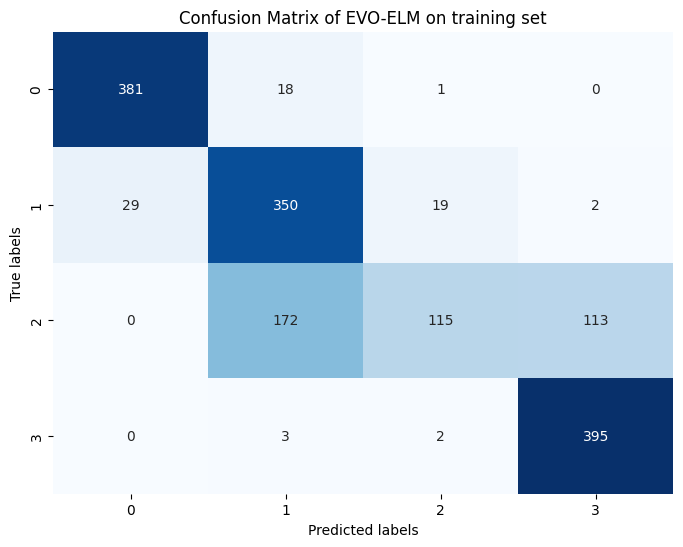 Confusion Matrix of EVO-ELM on training set
0
381 18 1 0
1
29 350 19 2
True labels
2
0 172 115 113
3
0 3 2 395
0 1 2 3
Predicted labels